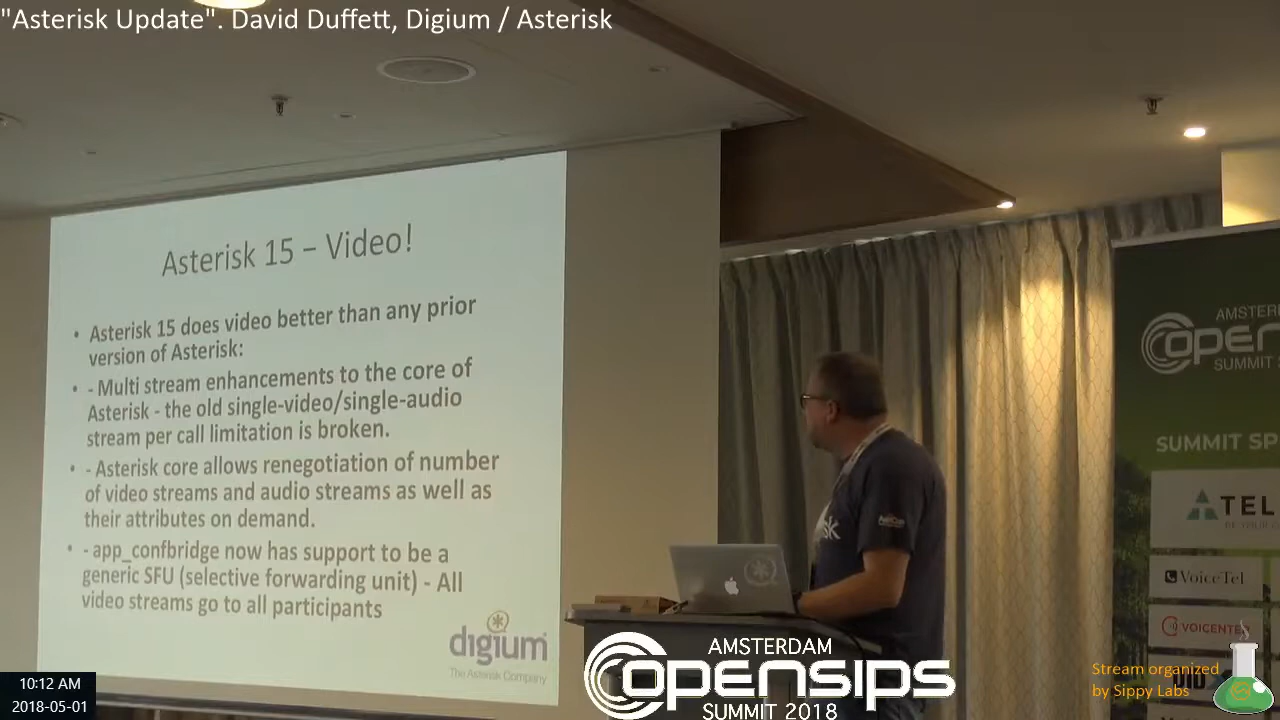 "Asterisk Update". David Duffett, Digium / Asterisk
Asterisk 15 – Video!
• Asterisk 15 does video better than any prior
version of Asterisk:
• - Multi stream enhancements to the core of
Asterisk - the old single-video/single-audio
stream per call limitation is broken.
• - Asterisk core allows renegotiation of number
of video streams and audio streams as well as
their attributes on demand.
• - app_confbridge now has support to be a
generic SFU (selective forwarding unit) - All
video streams go to all participants
digium
The Asterisk Company
AMSTER
OPEN
SUMMIT
SUMMIT SP
TEL
VoiceTel
VOICENTER
AMSTERDAM
OPENSIPS
SUMMIT 2018
Stream organized
by Sippy Labs
10:12 AM
2018-05-01